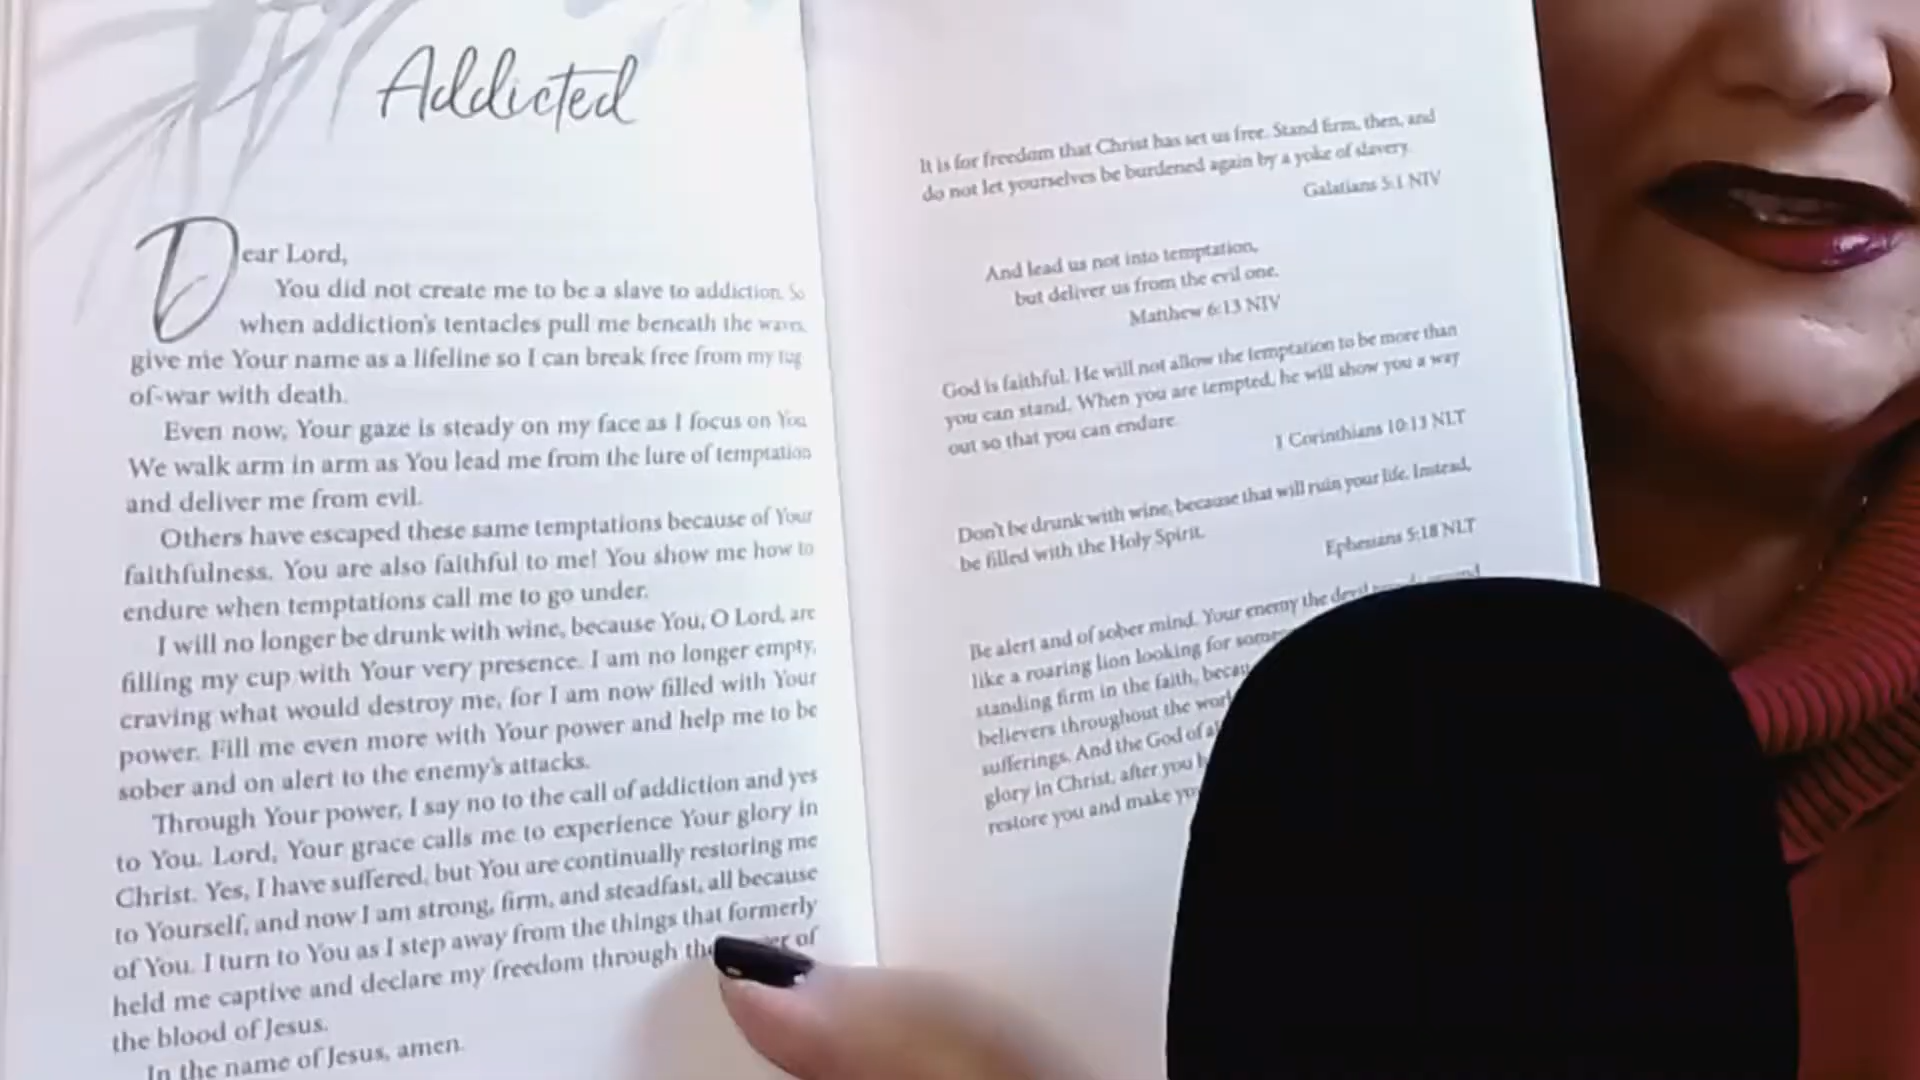 Addicted
Dear Lord,
You did not create me to be a slave to addiction. So
when addiction's tentacles pull me beneath the waves,
give me Your name as a lifeline so I can break free from my tug
of-war with death.
Even now, Your gaze is steady on my face as I focus on You.
We walk arm in arm as You lead me from the lure of temptation
and deliver me from evil.
Others have escaped these same temptations because of Your
faithfulness. You are also faithful to me! You show me how to
endure when temptations call me to go under.
I will no longer be drunk with wine, because You, O Lord, are
filling my cup with Your very presence. I am no longer empty,
craving what would destroy me, for I am now filled with Your
power. Fill me even more with Your power and help me to be
sober and on alert to the enemy's attacks.
Through Your power, I say no to the call of addiction and yes
to You. Lord, Your grace calls me to experience Your glory in
Christ. Yes, I have suffered, but You are continually restoring me
to Yourself, and now I am strong, firm, and steadfast, all because
of You. I turn to You as I step away from the things that formerly
held me captive and declare my freedom through the of
the blood of Jesus.
In the name of Jesus, amen.
It is for freedom that Christ has set us free. Stand firm, then, and
do not let yourselves be burdened again by a yoke of slavery.
Galatians 5:1 NIV
And lead us not into temptation,
but deliver us from the evil one.
Matthew 6:13 NIV
God is faithful. He will not allow the temptation to be more than
you can stand. When you are tempted, he will show you a way
out so that you can endure.
1 Corinthians 10:13 NLT
Don't be drunk with wine, because that will ruin your life. Instead,
be filled with the Holy Spirit.
Ephesians 5:18 NLT
Be alert and of sober mind. Your enemy the devil
like a roaring lion looking for
standing firm in the faith,
believers throughout the
sufferings. And the God of
glory in Christ, after you
restore you and make